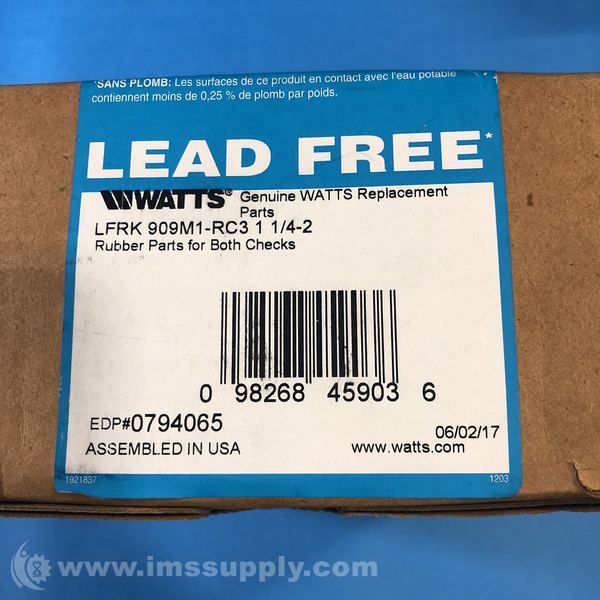 *SANS PLOMB: Les surfaces de ce produit en contact avec l'eau potable
contiennent moins de 0,25 % de plomb par poids.
LEAD FREE*
WATTS® Genuine WATTS Replacement
Parts
LFRK 909M1-RC3 1 1/4-2
Rubber Parts for Both Checks
0 98268 45903 6
EDP#0794065
06/02/17
ASSEMBLED IN USA
www.watts.com
1921837
1203
© www.imssupply.com